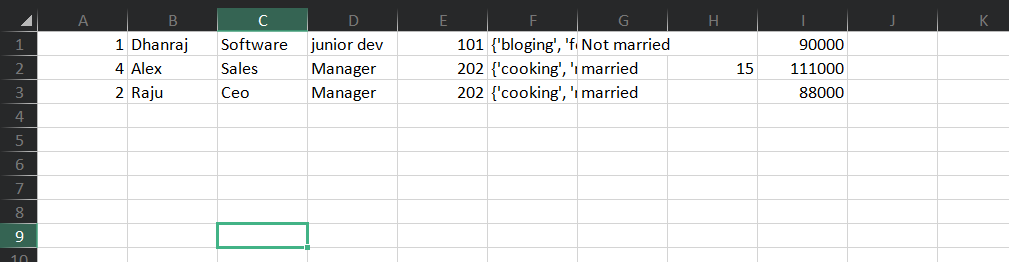 A B C D E F G H I J K
1 1 Dhanraj Software junior dev 101 {'bloging', 'f Not married 90000
2 4 Alex Sales Manager 202 {'cooking', ' married 15 111000
3 2 Raju Ceo Manager 202 {'cooking', ' married 88000
4
5
6
7
8
9
10